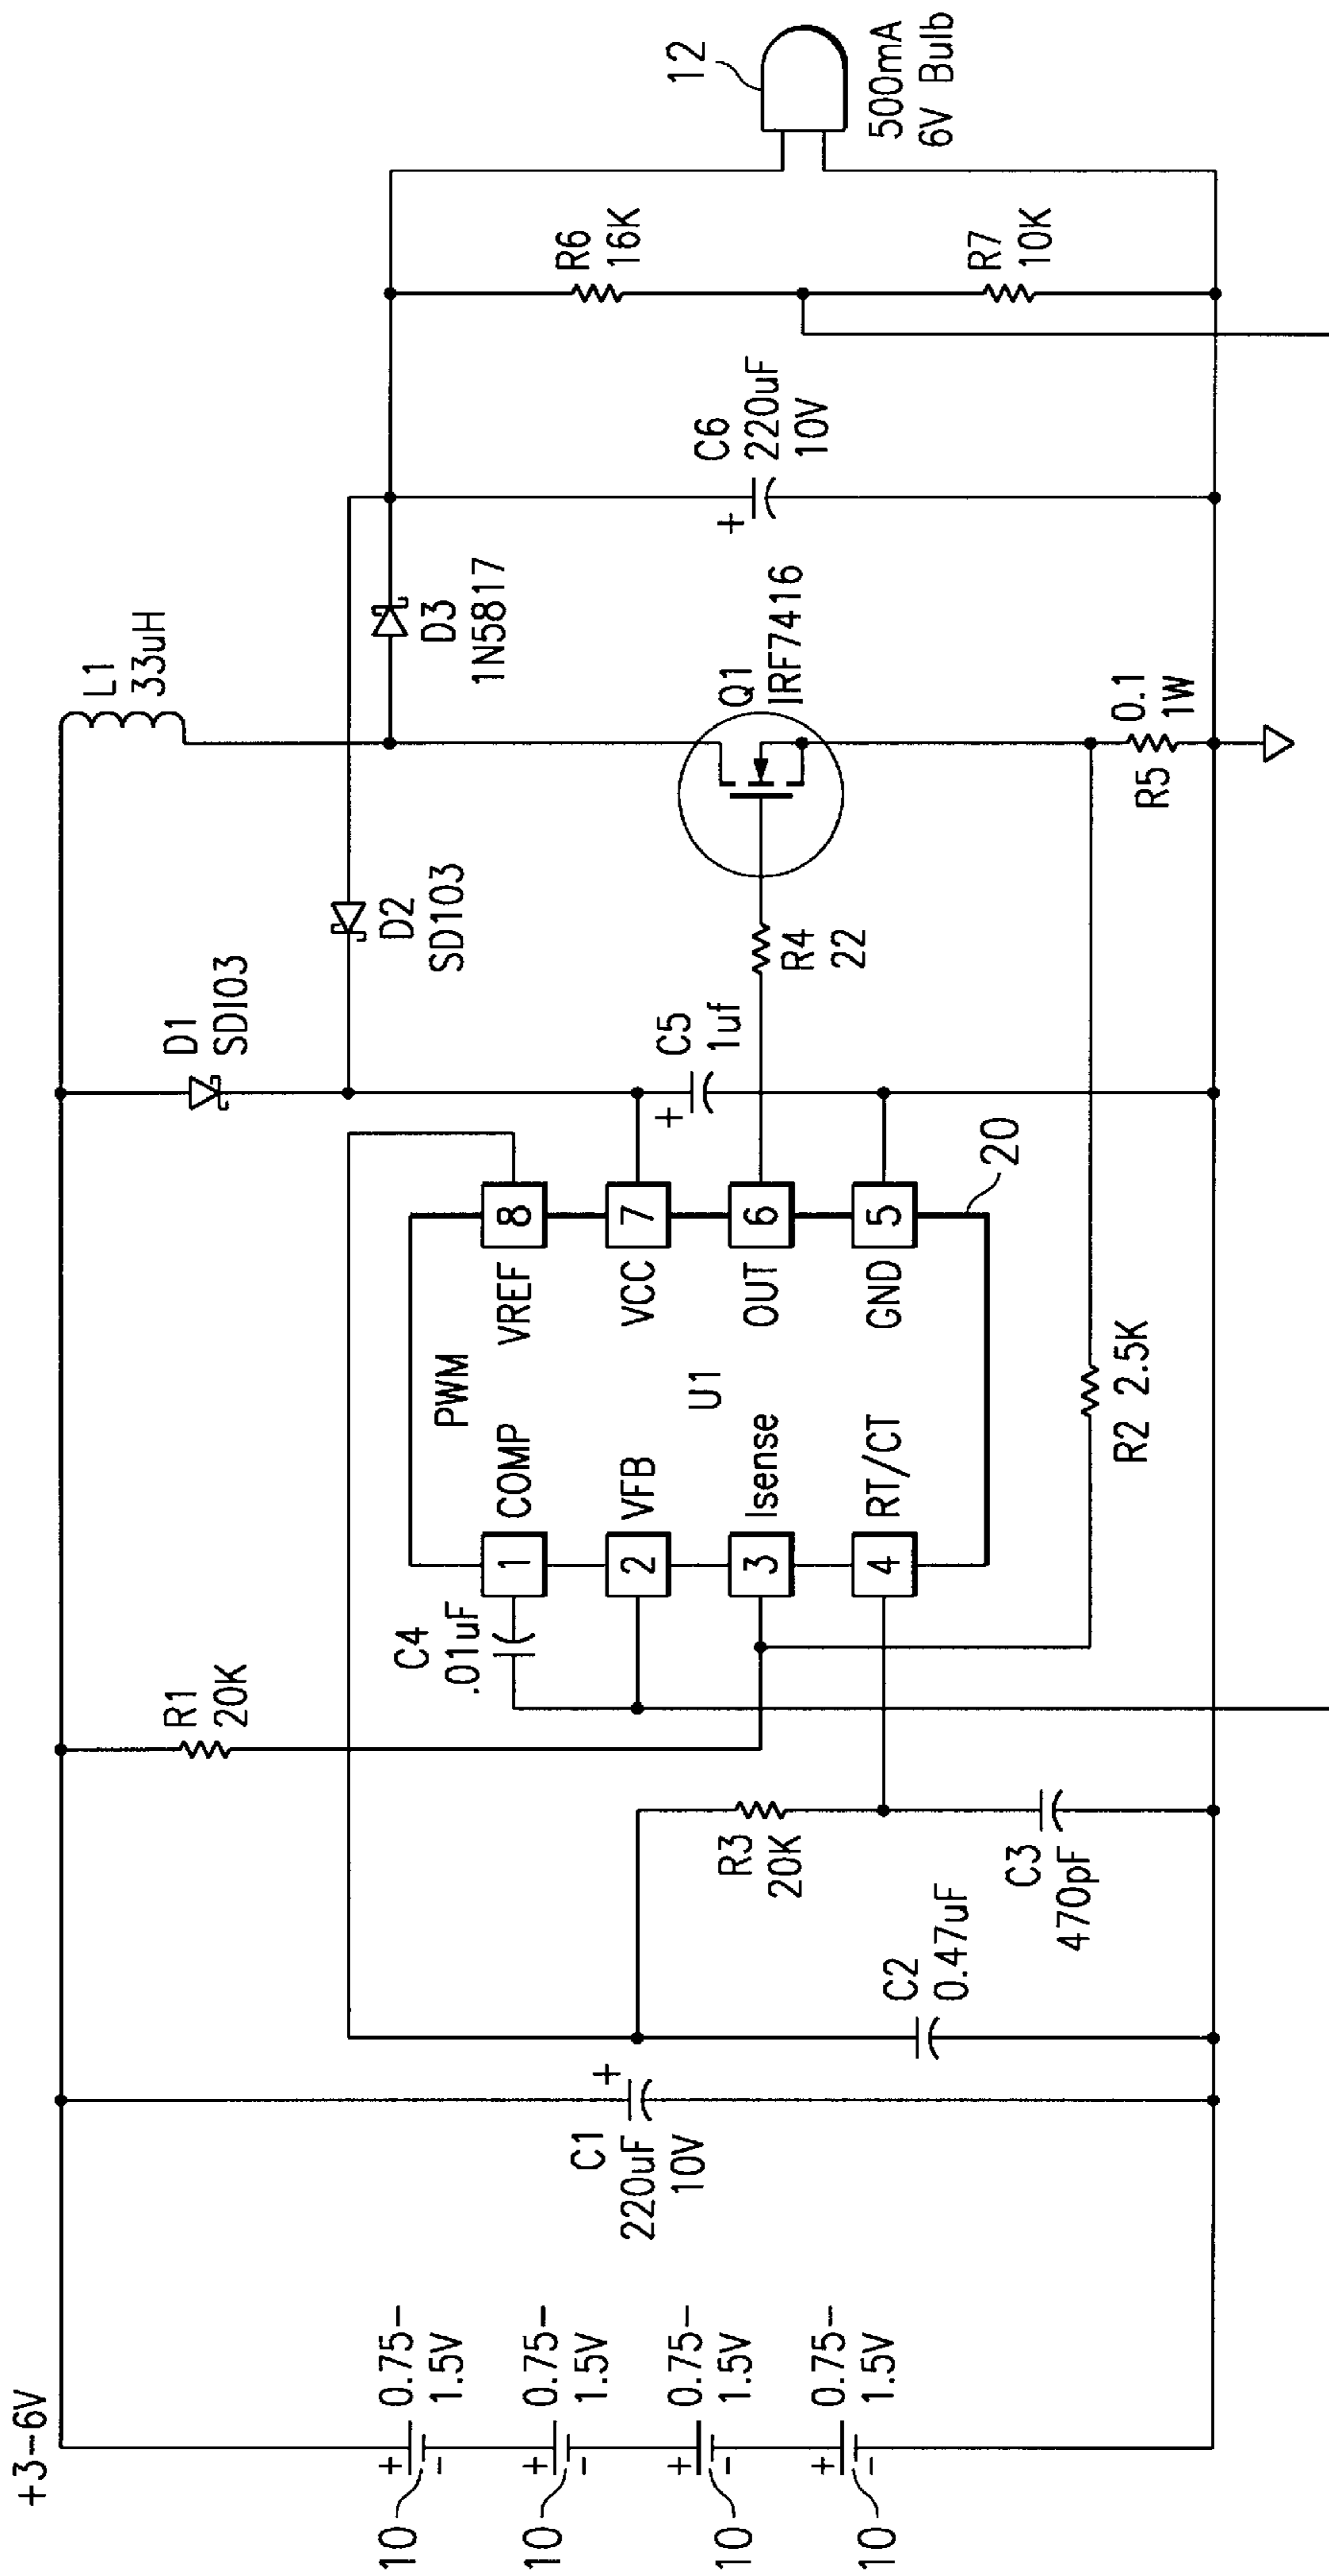 +3-6V
10
+
-
0.75-
1.5V
10
+
-
0.75-
1.5V
10
+
-
0.75-
1.5V
10
+
-
0.75-
1.5V
C1
220uF
10V
+
C2
0.47uF
R3
20K
C3
470pF
R1
20K
C4
.01uF
PWM
U1
1
COMP
2
VFB
3
Isense
4
RT/CT
8
VREF
7
VCC
6
OUT
5
GND
20
R2 2.5K
D1
SD103
+
C5
1uf
D2
SD103
R4
22
L1
33uH
Q1
IRF7416
R5
0.1
1W
D3
1N5817
+
C6
220uF
10V
R6
16K
R7
10K
12
500mA
6V Bulb